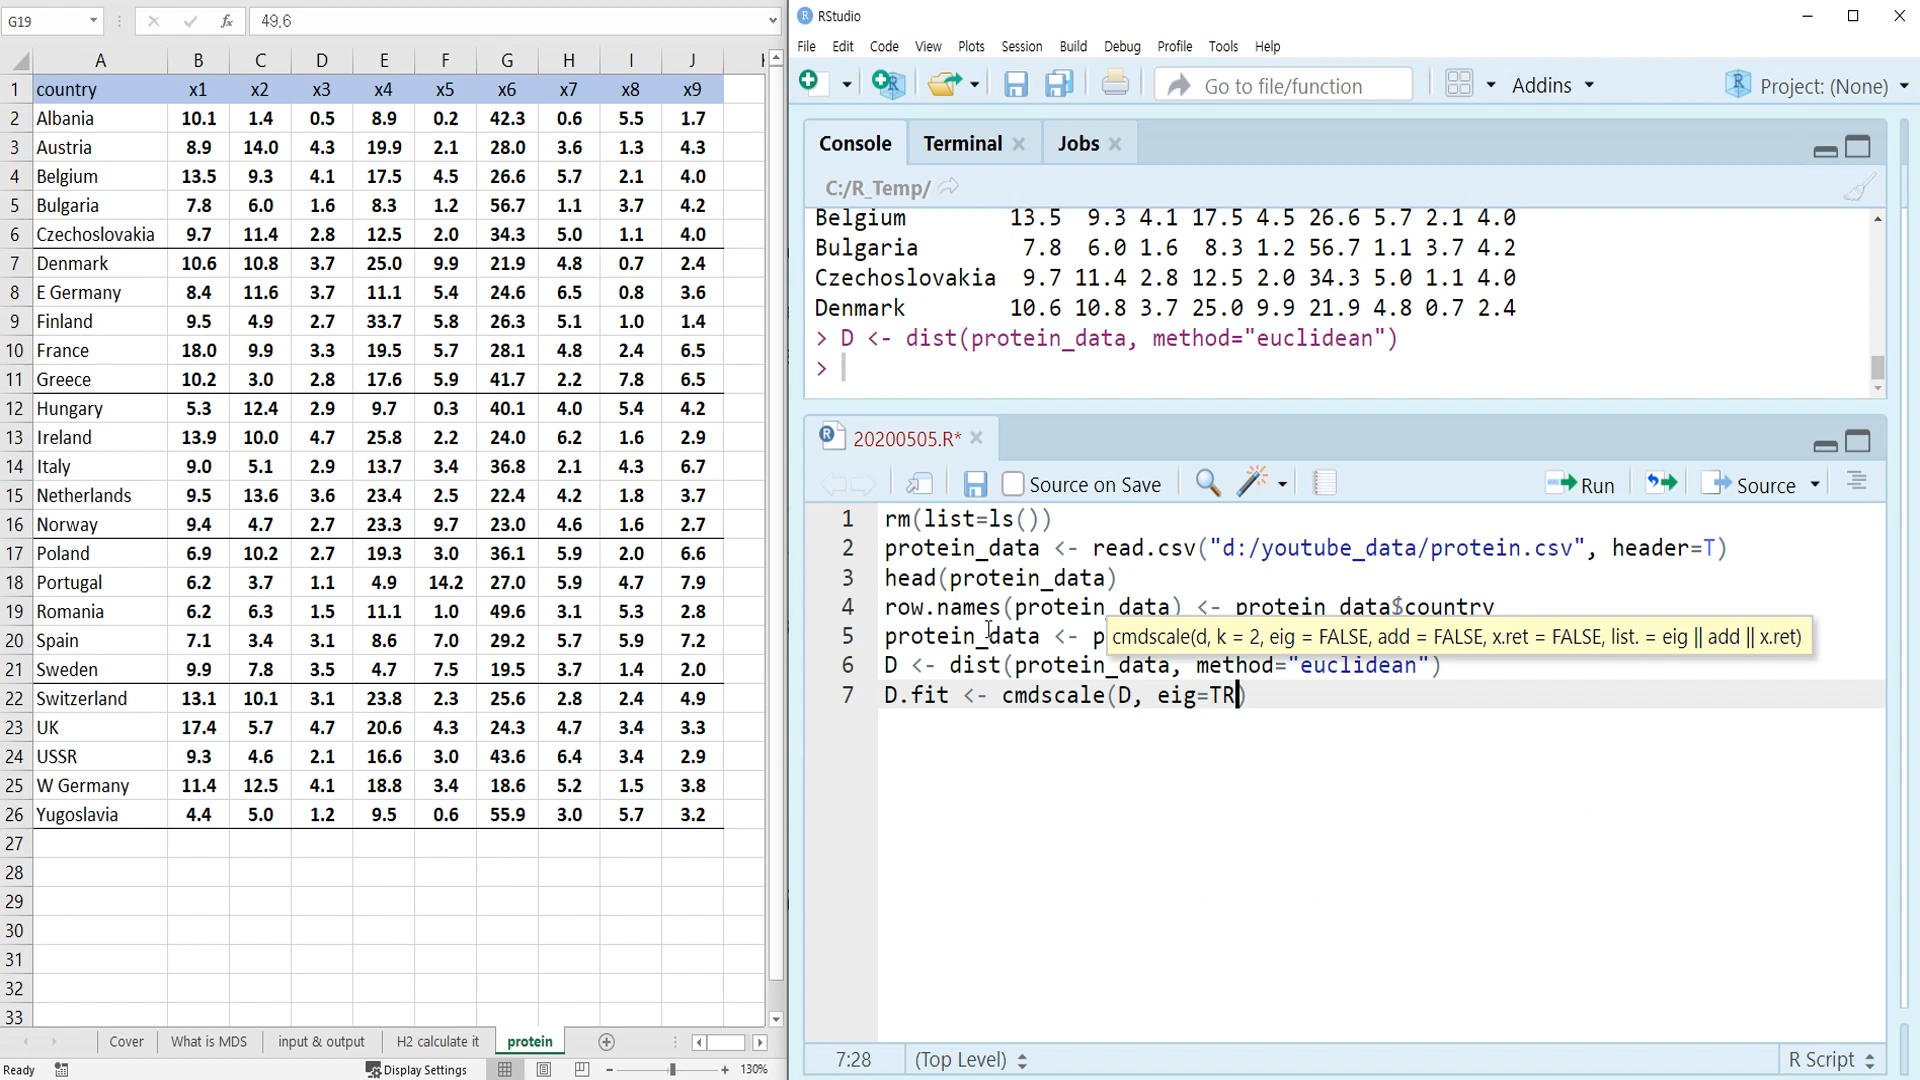 G19 fx 49.6
A B C D E F G H I J
1 country x1 x2 x3 x4 x5 x6 x7 x8 x9
2 Albania 10.1 1.4 0.5 8.9 0.2 42.3 0.6 5.5 1.7
3 Austria 8.9 14.0 4.3 19.9 2.1 28.0 3.6 1.3 4.3
4 Belgium 13.5 9.3 4.1 17.5 4.5 26.6 5.7 2.1 4.0
5 Bulgaria 7.8 6.0 1.6 8.3 1.2 56.7 1.1 3.7 4.2
6 Czechoslovakia 9.7 11.4 2.8 12.5 2.0 34.3 5.0 1.1 4.0
7 Denmark 10.6 10.8 3.7 25.0 9.9 21.9 4.8 0.7 2.4
8 E Germany 8.4 11.6 3.7 11.1 5.4 24.6 6.5 0.8 3.6
9 Finland 9.5 4.9 2.7 33.7 5.8 26.3 5.1 1.0 1.4
10 France 18.0 9.9 3.3 19.5 5.7 28.1 4.8 2.4 6.5
11 Greece 10.2 3.0 2.8 17.6 5.9 41.7 2.2 7.8 6.5
12 Hungary 5.3 12.4 2.9 9.7 0.3 40.1 4.0 5.4 4.2
13 Ireland 13.9 10.0 4.7 25.8 2.2 24.0 6.2 1.6 2.9
14 Italy 9.0 5.1 2.9 13.7 3.4 36.8 2.1 4.3 6.7
15 Netherlands 9.5 13.6 3.6 23.4 2.5 22.4 4.2 1.8 3.7
16 Norway 9.4 4.7 2.7 23.3 9.7 23.0 4.6 1.6 2.7
17 Poland 6.9 10.2 2.7 19.3 3.0 36.1 5.9 2.0 6.6
18 Portugal 6.2 3.7 1.1 4.9 14.2 27.0 5.9 4.7 7.9
19 Romania 6.2 6.3 1.5 11.1 1.0 49.6 3.1 5.3 2.8
20 Spain 7.1 3.4 3.1 8.6 7.0 29.2 5.7 5.9 7.2
21 Sweden 9.9 7.8 3.5 4.7 7.5 19.5 3.7 1.4 2.0
22 Switzerland 13.1 10.1 3.1 23.8 2.3 25.6 2.8 2.4 4.9
23 UK 17.4 5.7 4.7 20.6 4.3 24.3 4.7 3.4 3.3
24 USSR 9.3 4.6 2.1 16.6 3.0 43.6 6.4 3.4 2.9
25 W Germany 11.4 12.5 4.1 18.8 3.4 18.6 5.2 1.5 3.8
26 Yugoslavia 4.4 5.0 1.2 9.5 0.6 55.9 3.0 5.7 3.2
27
28
29
30
31
32
33
Cover What is MDS input & output H2 calculate it protein
Ready Display Settings 130%
RStudio
File Edit Code View Plots Session Build Debug Profile Tools Help
Go to file/function Addins Project: (None)
Console Terminal Jobs
C:/R_Temp/
Belgium 13.5 9.3 4.1 17.5 4.5 26.6 5.7 2.1 4.0
Bulgaria 7.8 6.0 1.6 8.3 1.2 56.7 1.1 3.7 4.2
Czechoslovakia 9.7 11.4 2.8 12.5 2.0 34.3 5.0 1.1 4.0
Denmark 10.6 10.8 3.7 25.0 9.9 21.9 4.8 0.7 2.4
> D <- dist(protein_data, method="euclidean")
>
20200505.R*
Source on Save Run Source
1 rm(list=ls())
2 protein_data <- read.csv("d:/youtube_data/protein.csv", header=T)
3 head(protein_data)
4 row.names(protein_data) <- protein_data$country
5 protein_data <- p
cmdscale(d, k = 2, eig = FALSE, add = FALSE, x.ret = FALSE, list. = eig || add || x.ret)
6 D <- dist(protein_data, method="euclidean")
7 D.fit <- cmdscale(D, eig=TR)
7:28 (Top Level) R Script